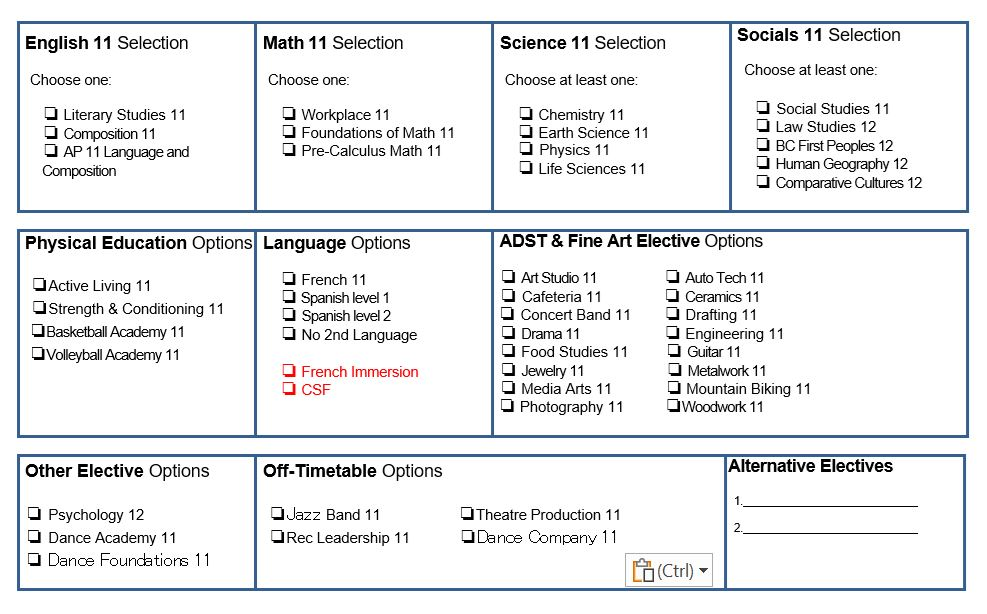 English 11 Selection
Choose one:
❑ Literary Studies 11
❑ Composition 11
❑ AP 11 Language and
Composition
Math 11 Selection
Choose one:
❑ Workplace 11
❑ Foundations of Math 11
❑ Pre-Calculus Math 11
Science 11 Selection
Choose at least one:
❑ Chemistry 11
❑ Earth Science 11
❑ Physics 11
❑ Life Sciences 11
Socials 11 Selection
Choose at least one:
❑ Social Studies 11
❑ Law Studies 12
❑ BC First Peoples 12
❑ Human Geography 12
❑ Comparative Cultures 12
Physical Education Options
❑Active Living 11
❑Strength & Conditioning 11
❑Basketball Academy 11
❑Volleyball Academy 11
Language Options
❑ French 11
❑ Spanish level 1
❑ Spanish level 2
❑ No 2nd Language
❑ French Immersion
❑ CSF
ADST & Fine Art Elective Options
❑ Art Studio 11
❑ Cafeteria 11
❑ Concert Band 11
❑ Drama 11
❑ Food Studies 11
❑ Jewelry 11
❑ Media Arts 11
❑ Photography 11
❑ Auto Tech 11
❑ Ceramics 11
❑ Drafting 11
❑ Engineering 11
❑ Guitar 11
❑ Metalwork 11
❑ Mountain Biking 11
❑Woodwork 11
Other Elective Options
❑ Psychology 12
❑ Dance Academy 11
❑ Dance Foundations 11
Off-Timetable Options
❑Jazz Band 11
❑Rec Leadership 11
❑Theatre Production 11
❑Dance Company 11
(Ctrl)
Alternative Electives
1.
2.